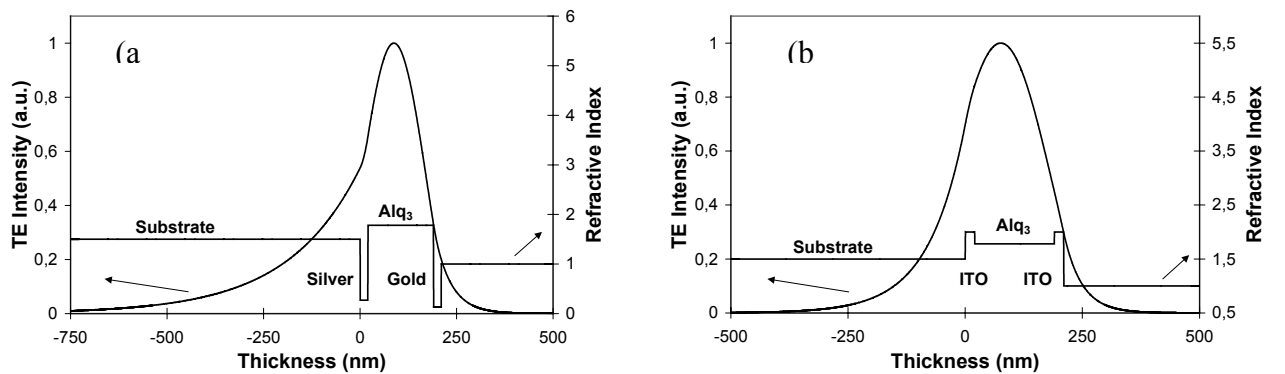 (a
TE Intensity (a.u.)
1
0,8
0,6
0,4
0,2
0
Substrate
Silver
Alq3
Gold
6
5
4
3
2
1
0
Refractive Index
-750 -500 -250 0 250 500
Thickness (nm)
(b
TE Intensity (a.u.)
1
0,8
0,6
0,4
0,2
0
Substrate
Alq3
ITO ITO
5,5
4,5
3,5
2,5
1,5
0,5
Refractive Index
-500 -250 0 250 500
Thickness (nm)